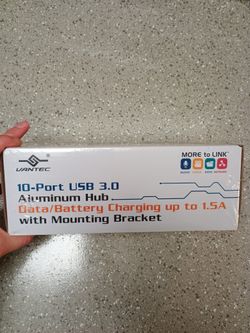 VANTEC
MORE to LINK
10-Port USB 3.0
Aluminum Hub
Data/Battery Charging up to 1.5A
with Mounting Bracket